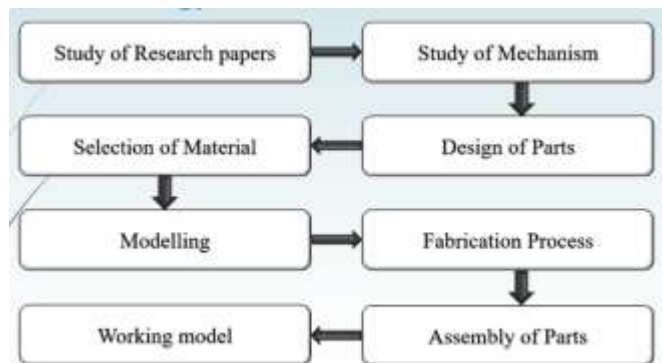 Study of Research papers
Study of Mechanism
Selection of Material
Design of Parts
Modelling
Fabrication Process
Working model
Assembly of Parts